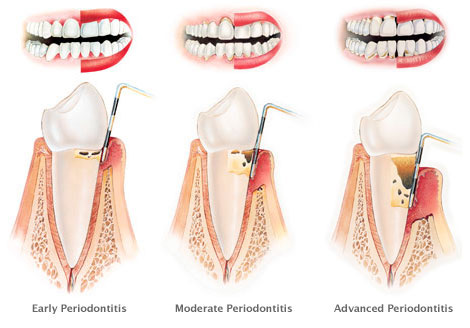 Early Periodontitis
Moderate Periodontitis
Advanced Periodontitis